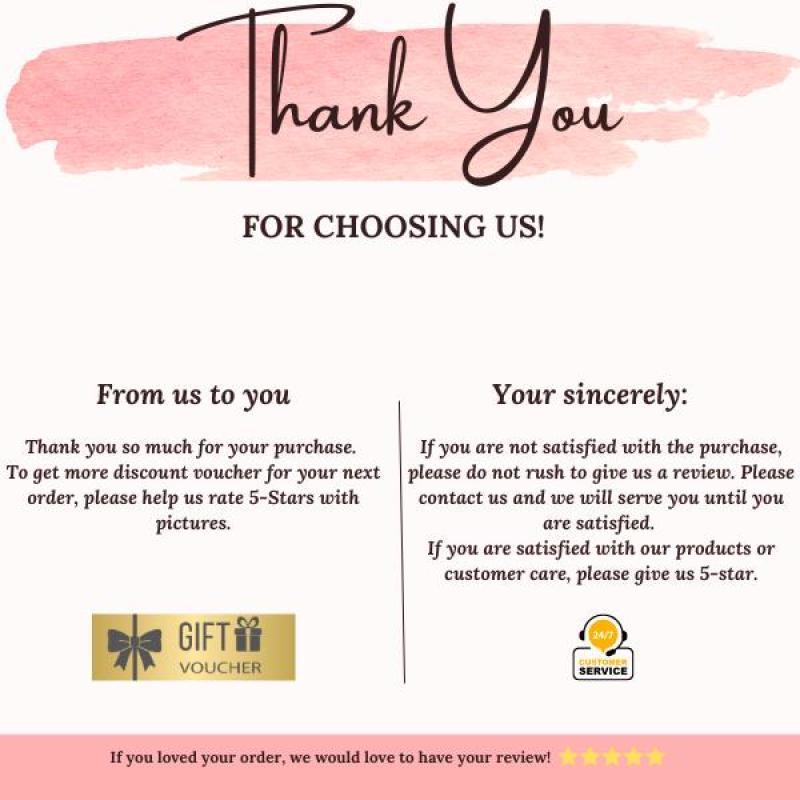 Thank You
FOR CHOOSING US!
From us to you
Thank you so much for your purchase.
To get more discount voucher for your next
order, please help us rate 5-Stars with
pictures.
GIFT
VOUCHER
Your sincerely:
If you are not satisfied with the purchase,
please do not rush to give us a review. Please
contact us and we will serve you until you
are satisfied.
If you are satisfied with our products or
customer care, please give us 5-star.
24/7
CUSTOMER
SERVICE
If you loved your order, we would love to have your review!